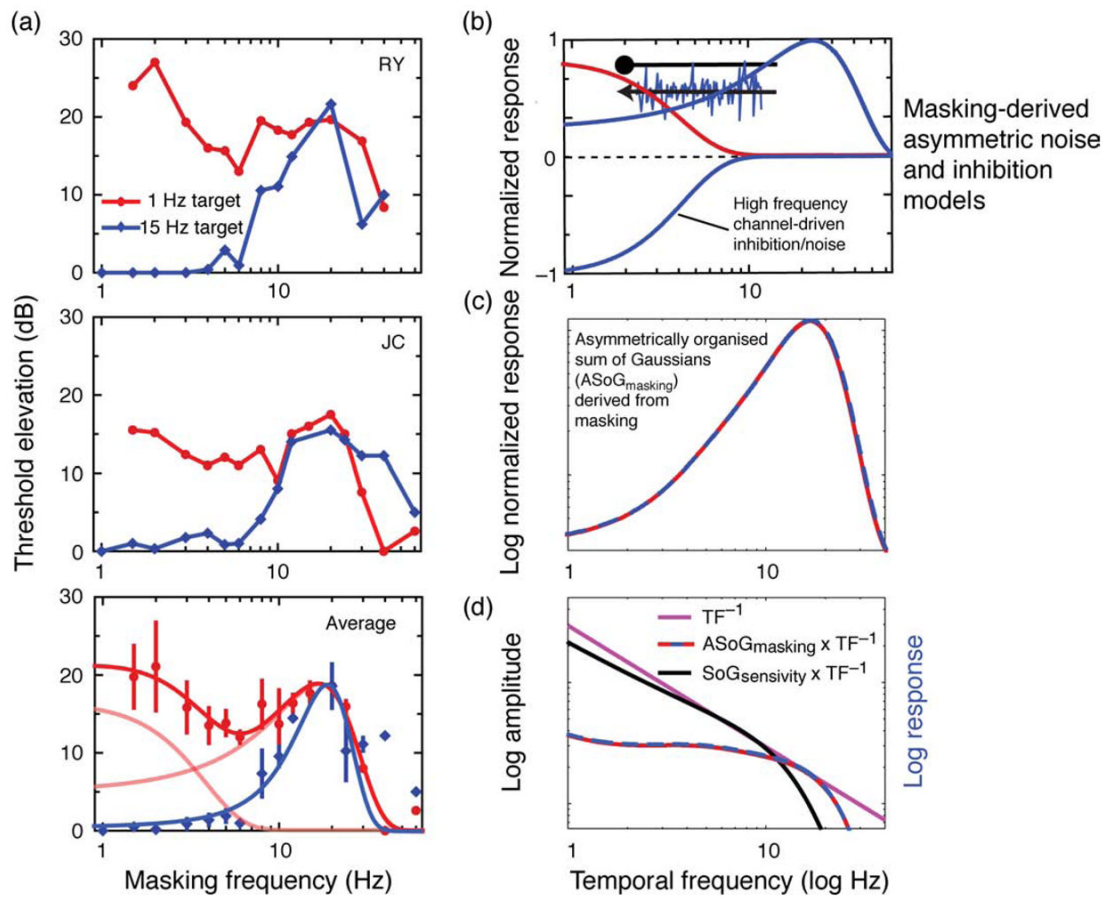 (a)
30
20
10
0
10
RY
1 Hz target
15 Hz target
30
20
10
0
10
JC
30
20
10
0
1
10
Average
Threshold elevation (dB)
Masking frequency (Hz)
(b)
1
0
−1
1
10
Normalized response
High frequency
channel-driven
inhibition/noise
Masking-derived
asymmetric noise
and inhibition
models
(c)
Log normalized response
Asymmetrically organised
sum of Gaussians
(ASoGmasking)
derived from
masking
1
10
(d)
Log amplitude
TF⁻¹
ASoGmasking x TF⁻¹
SoGsensivity x TF⁻¹
Log response
1
10
Temporal frequency (log Hz)